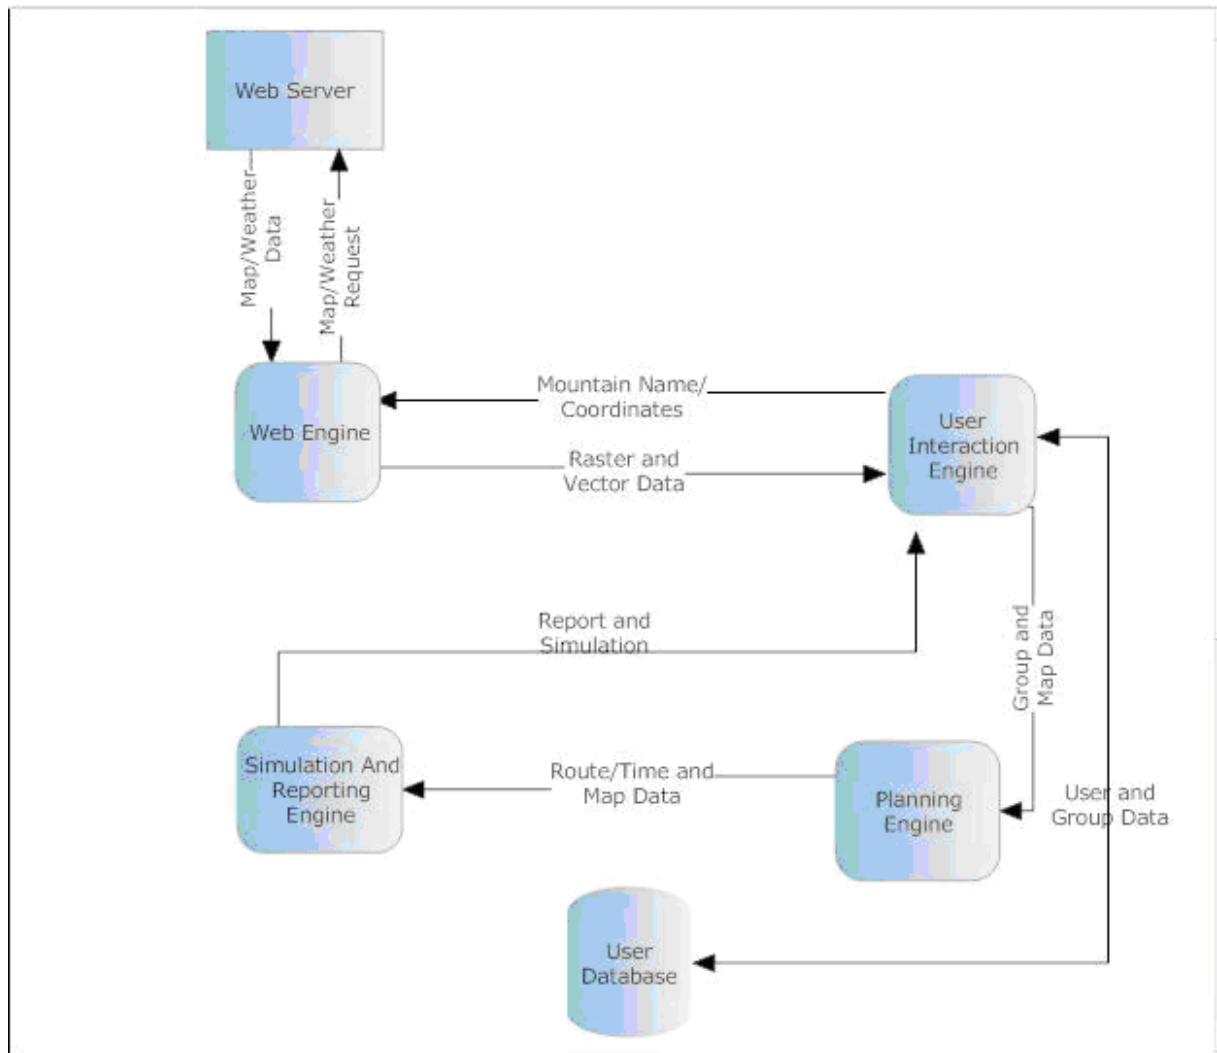 Web Server
Map/Weather
Data
Map/Weather
Request
Web Engine
Mountain Name/
Coordinates
Raster and
Vector Data
User
Interaction
Engine
Report and
Simulation
Group and
Map Data
Simulation And
Reporting
Engine
Route/Time and
Map Data
Planning
Engine
User and
Group Data
User
Database